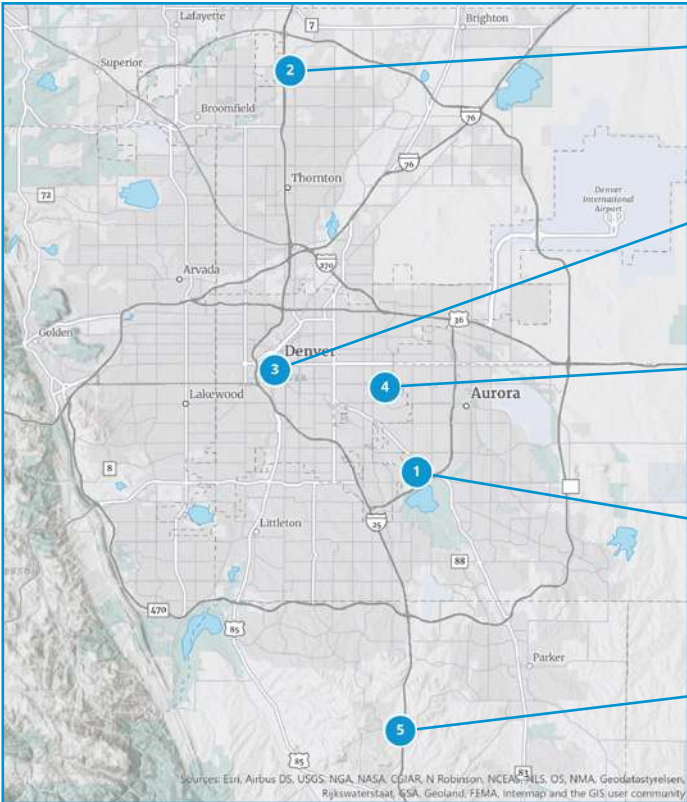 Lafayette
7
Brighton
2
Superior
Broomfield
76
76
Thornton
72
Denver
International
Airport
270
Arvada
36
Golden
Denver
3
4
Lakewood
Aurora
1
8
25
Littleton
88
470
85
Parker
5
85
83
Sources: Esri, Airbus DS, USGS, NGA, NASA, CGIAR, N Robinson, NCEAS, NLS, OS, NMA, Geodatastyrelsen,
Rijkswaterstaat, GSA, Geoland, FEMA, Intermap and the GIS user community